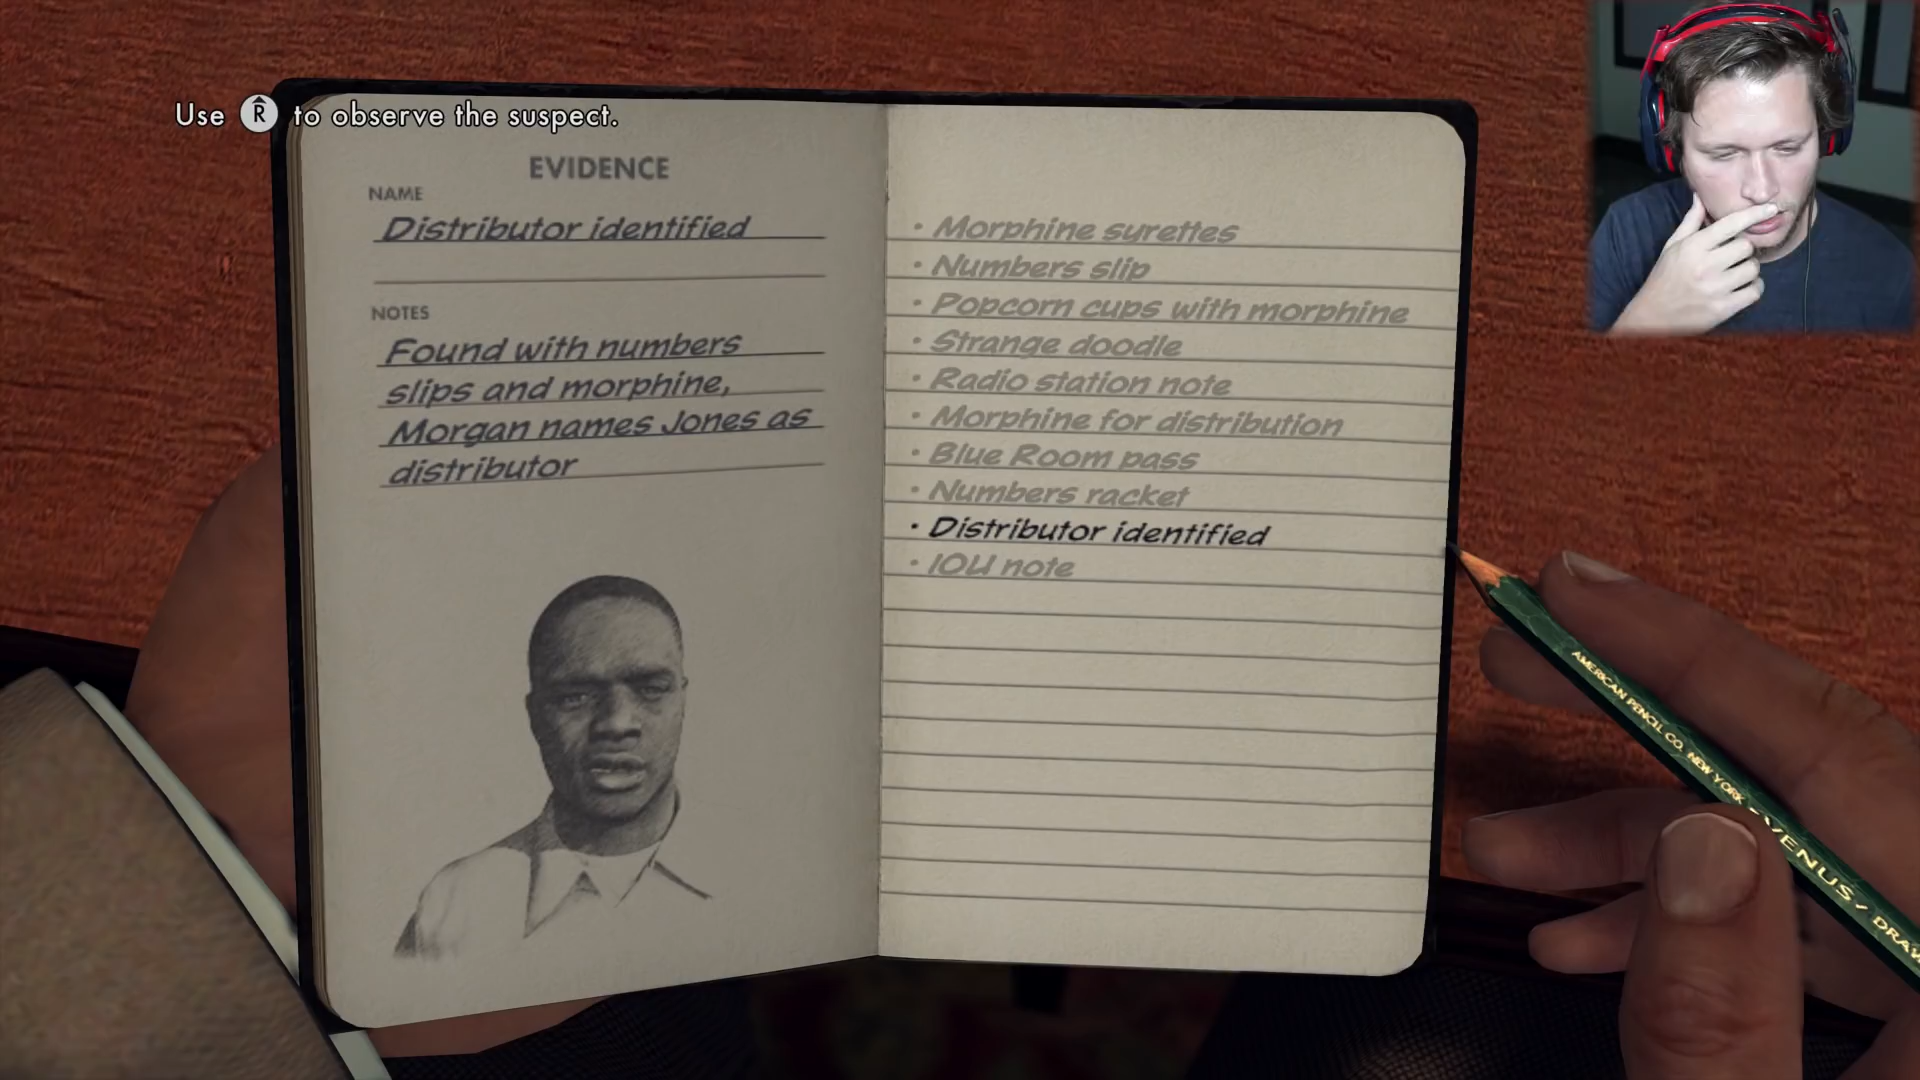 Use R to observe the suspect.
EVIDENCE
NAME
Distributor identified
NOTES
Found with numbers
slips and morphine,
Morgan names Jones as
distributor
• Morphine syrettes
• Numbers slip
• Popcorn cups with morphine
• Strange doodle
• Radio station note
• Morphine for distribution
• Blue Room pass
• Numbers racket
• Distributor identified
• IOU note
AMERICAN PENCIL CO. NEW YORK VENUS DRAW